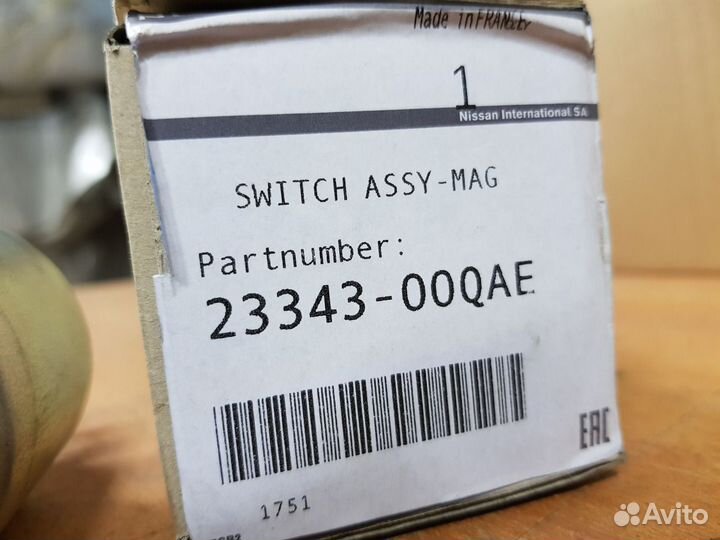 Made in FRANCE
1
Nissan International SA
SWITCH ASSY-MAG
Partnumber:
23343-00QAE
EAC
1751
Avito